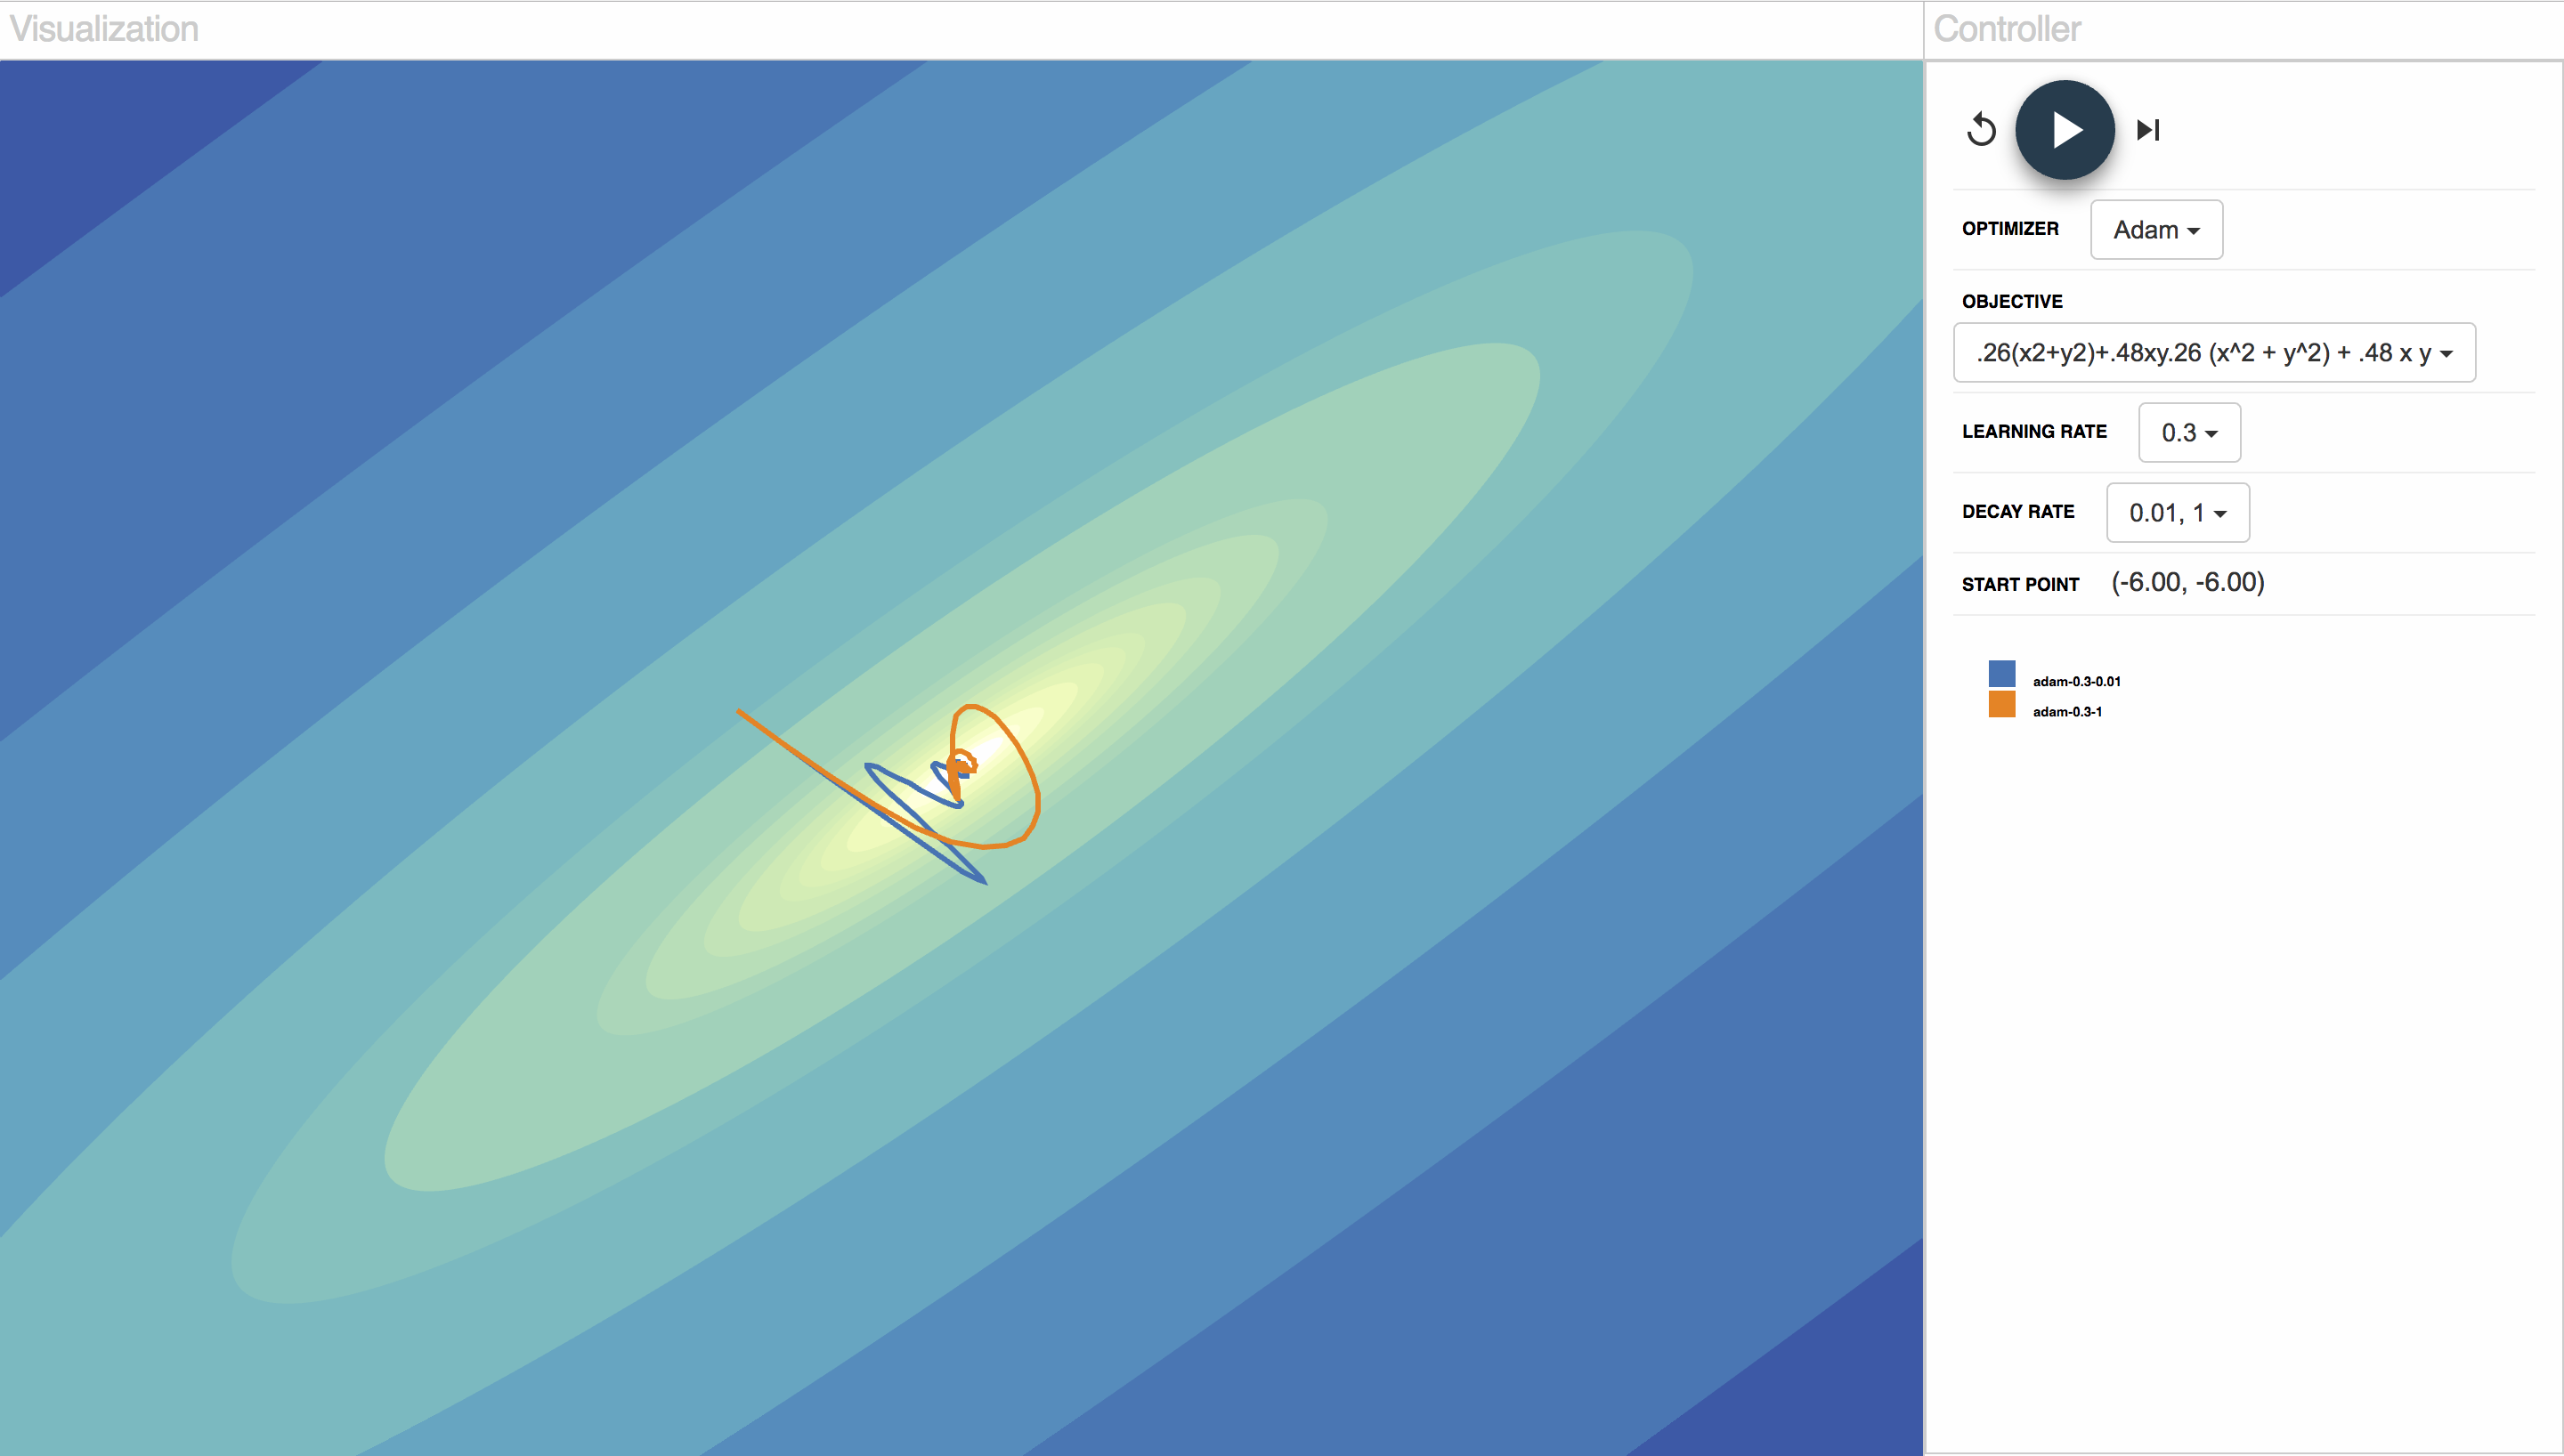 Visualization
Controller
OPTIMIZER Adam
OBJECTIVE
.26(x2+y2)+.48xy.26 (x^2 + y^2) + .48 x y
LEARNING RATE 0.3
DECAY RATE 0.01, 1
START POINT (-6.00, -6.00)
adam-0.3-0.01
adam-0.3-1